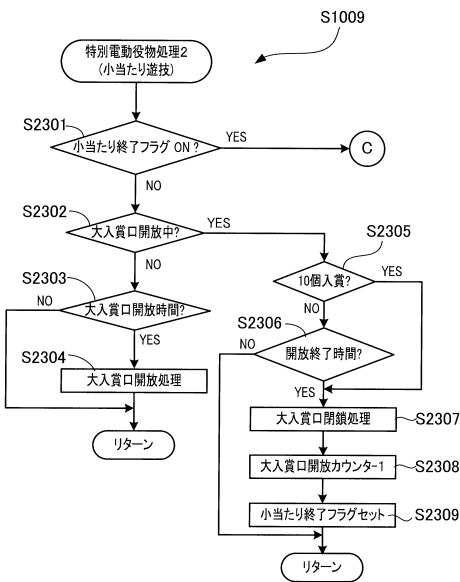 S1009
特別電動役物処理2
(小当たり遊技)
S2301
小当たり終了フラグ ON?
YES
C
NO
S2302
大入賞口開放中?
YES
NO
S2305
10個入賞?
YES
NO
S2303
大入賞口開放時間?
NO
YES
S2306
開放終了時間?
NO
YES
S2304
大入賞口開放処理
リターン
大入賞口閉鎖処理
S2307
大入賞口開放カウンタ-1
S2308
小当たり終了フラグセット
S2309
リターン